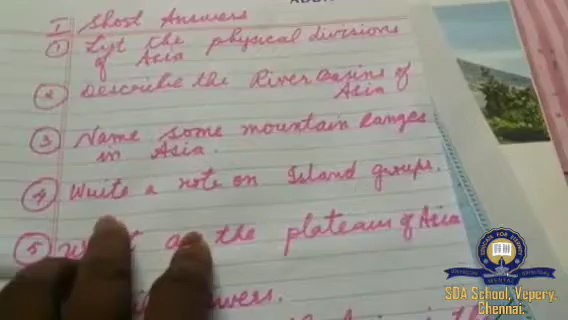 I Short Answers
① List the physical divisions
of Asia
② Describe the River Basins of
Asia
③ Name some mountain Ranges
in Asia.
④ Write a note on Island groups.
⑤ the plateaus of Asia
answers.
SDA School, Vepery,
Chennai.